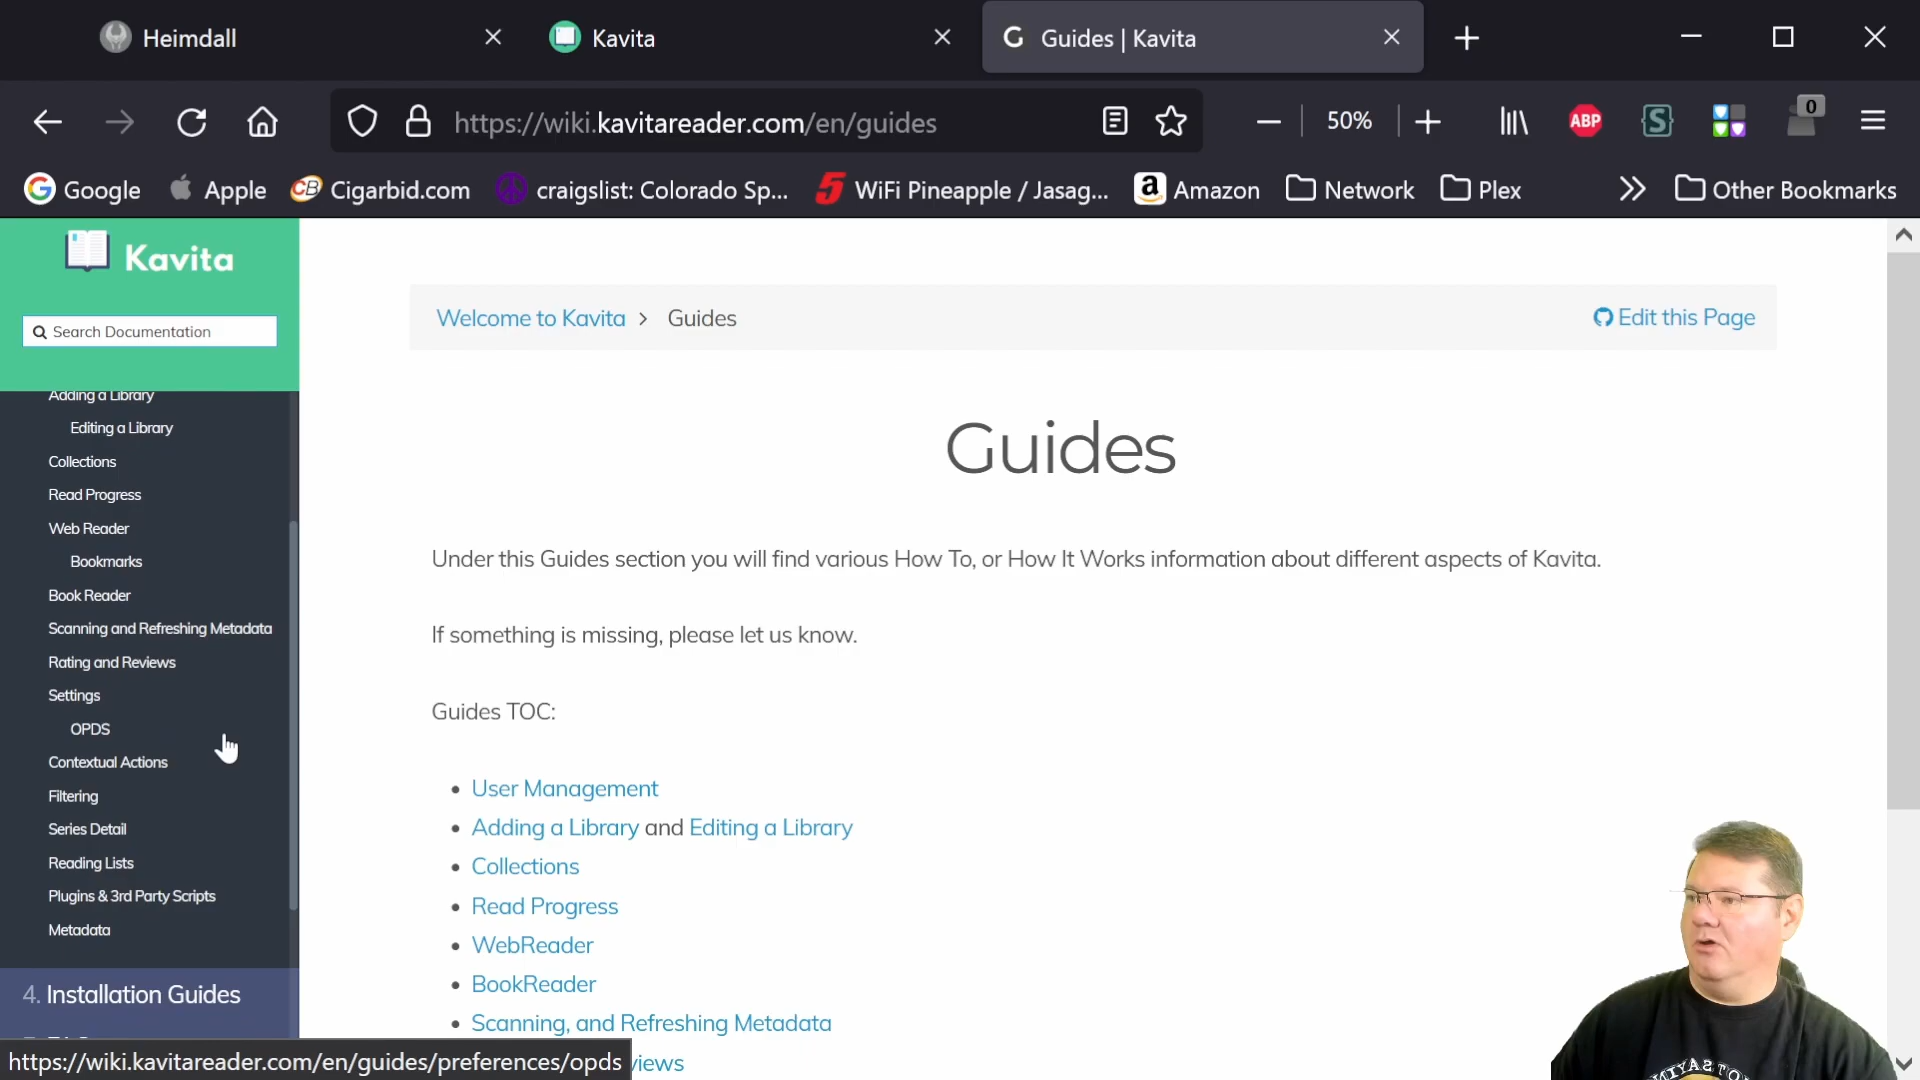 Heimdall
Kavita
Guides | Kavita
https://wiki.kavitareader.com/en/guides
50%
ABP
S
0
Google
Apple
CB Cigarbid.com
craigslist: Colorado Sp...
5 WiFi Pineapple / Jasag...
a Amazon
Network
Plex
Other Bookmarks
Kavita
Search Documentation
Adding a Library
Editing a Library
Collections
Read Progress
Web Reader
Bookmarks
Book Reader
Scanning and Refreshing Metadata
Rating and Reviews
Settings
OPDS
Contextual Actions
Filtering
Series Detail
Reading Lists
Plugins & 3rd Party Scripts
Metadata
4. Installation Guides
https://wiki.kavitareader.com/en/guides/preferences/opds
Welcome to Kavita > Guides
Edit this Page
Guides
Under this Guides section you will find various How To, or How It Works information about different aspects of Kavita.
If something is missing, please let us know.
Guides TOC:
• User Management
• Adding a Library and Editing a Library
• Collections
• Read Progress
• WebReader
• BookReader
• Scanning, and Refreshing Metadata
views